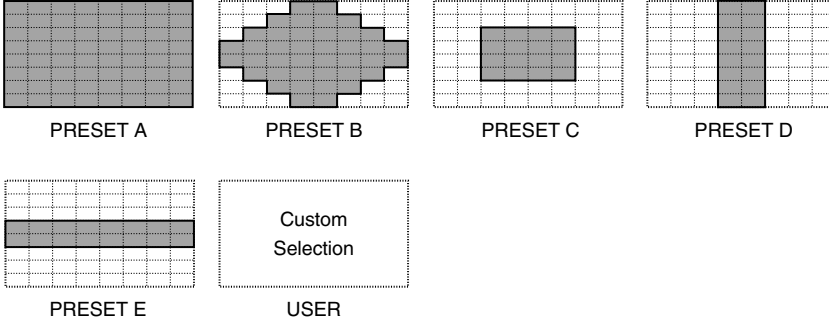 PRESET A
PRESET B
PRESET C
PRESET D
Custom
Selection
PRESET E
USER